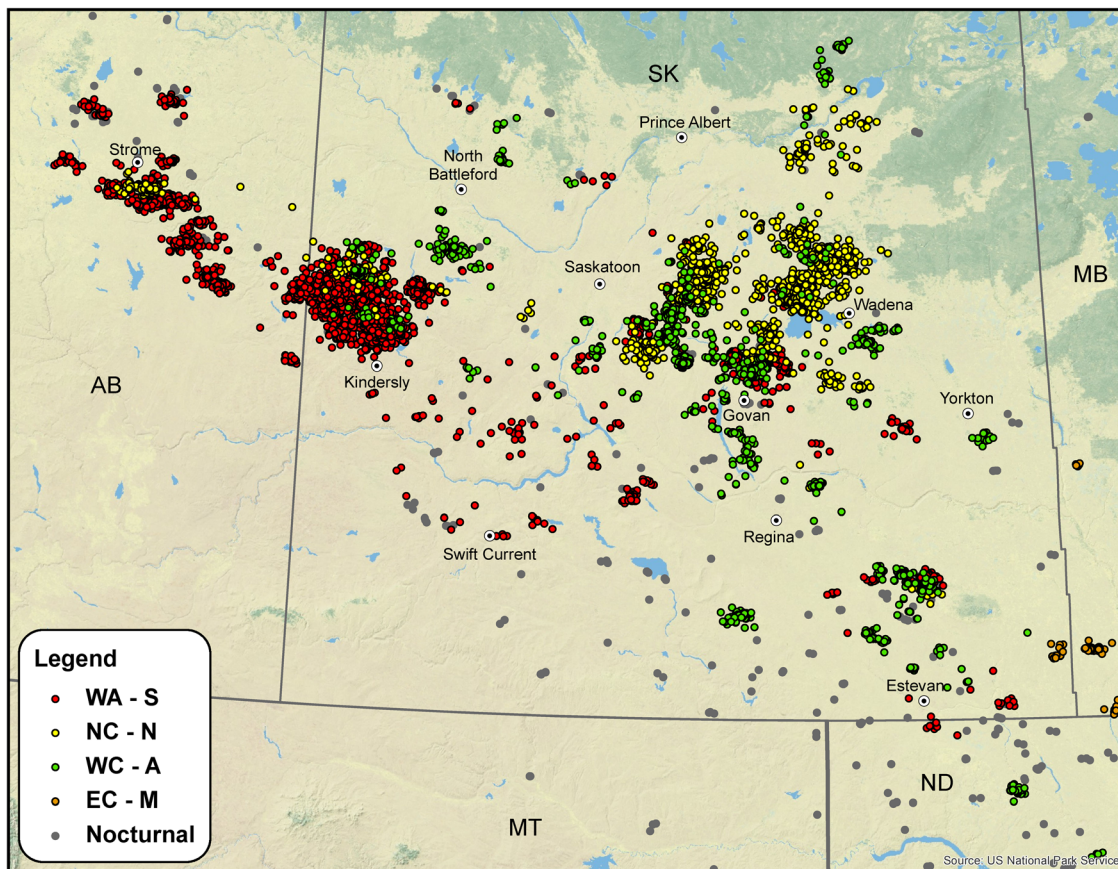 SK
Prince Albert
Strome
North
Battleford
Saskatoon
MB
Wadena
AB
Kindersly
Govan
Yorkton
Regina
Swift Current
Estevan
Legend
WA - S
NC - N
WC - A
EC - M
Nocturnal
ND
MT
Source: US National Park Service